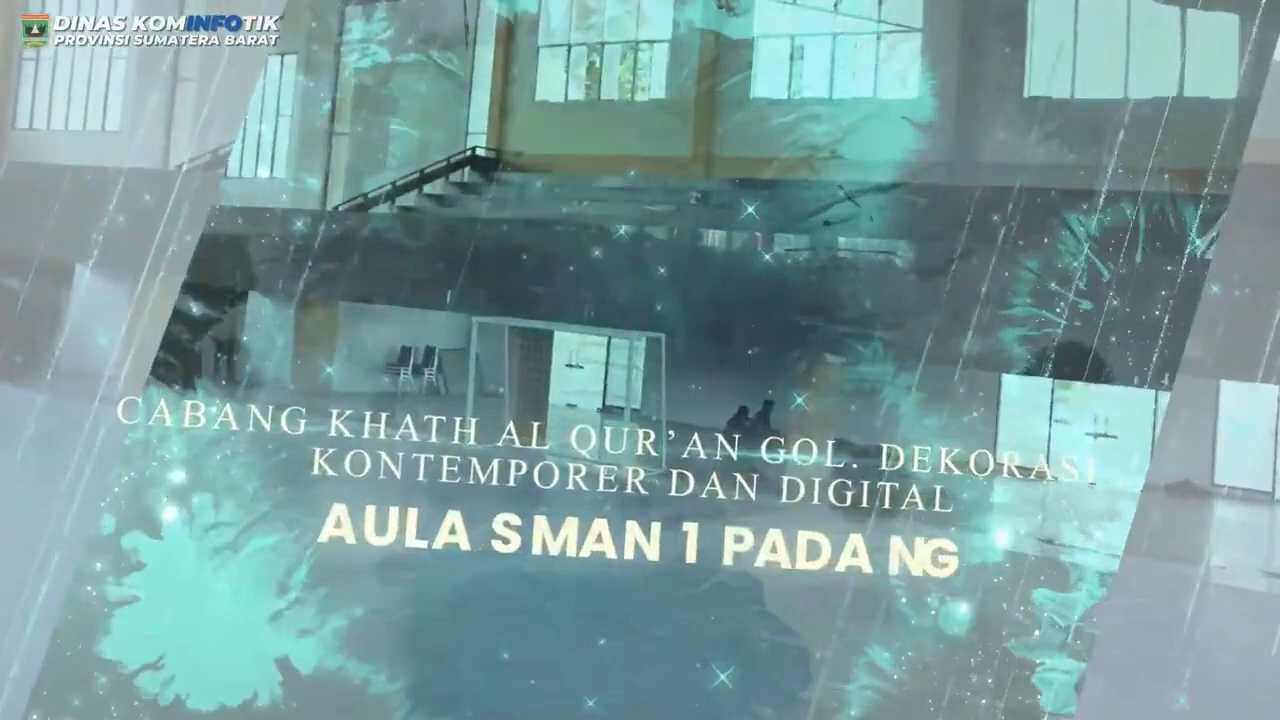 DINAS KOMINFOTIK
PROVINSI SUMATERA BARAT
CABANG KHATH AL QUR'AN GOL. DEKORASI
KONTEMPORER DAN DIGITAL
AULA SMAN 1 PADANG